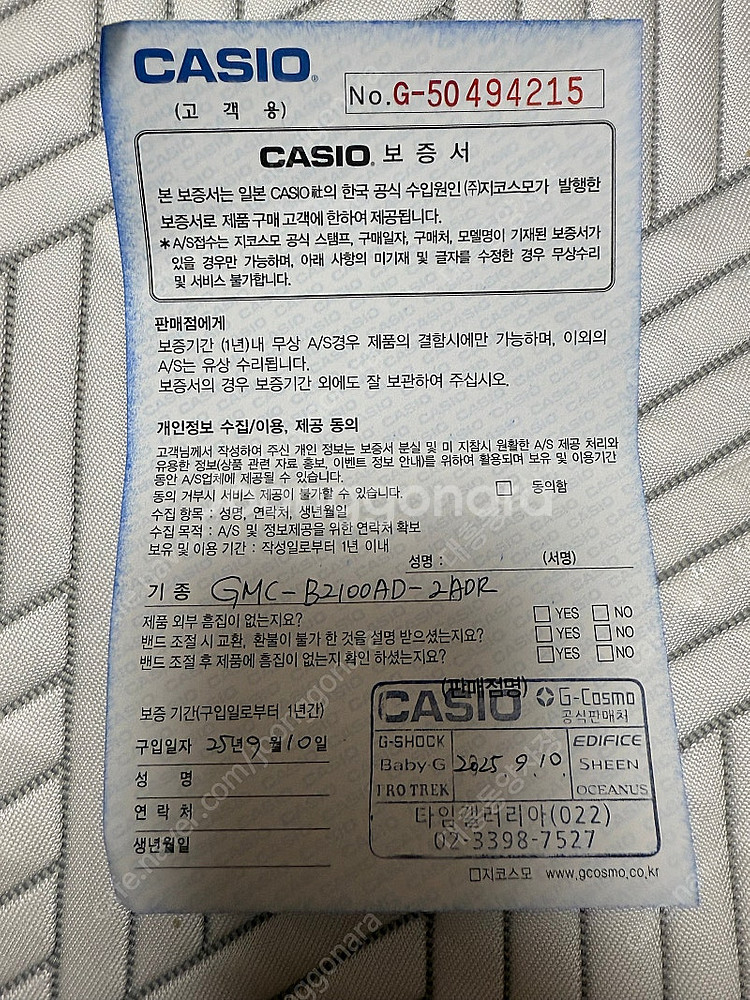 CASIO
(고 객 용)
No.G-50494215
CASIO 보 증 서
본 보증서는 일본 CASIO社의 한국 공식 수입원인 (주)지코스모가 발행한
보증서로 제품 구매 고객에 한하여 제공됩니다.
* A/S접수는 지코스모 공식 스탬프, 구매일자, 구매처, 모델명이 기재된 보증서가
있을 경우만 가능하며, 아래 사항의 미기재 및 글자를 수정한 경우 무상수리
및 서비스 불가합니다.
판매점에게
보증기간 (1년)내 무상 A/S경우 제품의 결함시에만 가능하며, 이외의
A/S는 유상 수리됩니다.
보증서의 경우 보증기간 외에도 잘 보관하여 주십시오.
개인정보 수집/이용, 제공 동의
고객님께서 작성하여 주신 개인 정보는 보증서 분실 및 미 지참시 원활한 A/S 제공 처리와
유용한 정보(상품 관련 자료 홍보, 이벤트 정보 안내)를 위하여 활용되며 보유 및 이용기간
동안 A/S업체에 제공될 수 있습니다.
동의 거부시 서비스 제공이 불가할 수 있습니다. □ 동의함
수집 항목 : 성명, 연락처, 생년월일
수집 목적 : A/S 및 정보제공을 위한 연락처 확보
보유 및 이용 기간 : 작성일로부터 1년 이내
성명 : (서명)
기 종 GMC-B2100AD-2ADR
제품 외부 흠집이 없는지요? □YES □NO
밴드 조절 시 교환, 환불이 불가 한 것을 설명 받으셨는지요? □YES □NO
밴드 조절 후 제품에 흠집이 없는지 확인 하셨는지요? □YES □NO
보증 기간(구입일로부터 1년간)
구입일자 25년 9월 10일
성 명
연 락 처
생년월일
(판매점명)
CASIO G-Cosmo
공식판매처
G-SHOCK EDIFICE
Baby-G 2025. 9. 10. SHEEN
PRO TREK OCEANUS
타임갤러리아(022)
02-3398-7527
□지코스모 www.gcosmo.co.kr
joonggonara